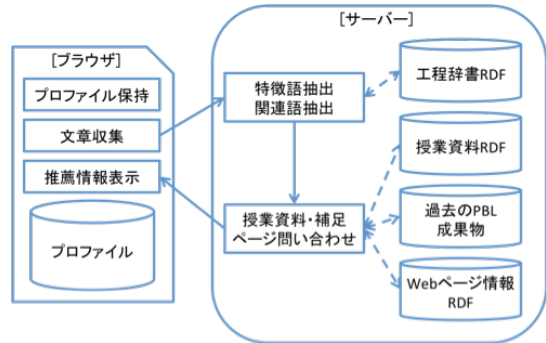 [ブラウザ]
プロファイル保持
文章収集
推薦情報表示
プロファイル
[サーバー]
特徴語抽出
関連語抽出
授業資料・補足
ページ問い合わせ
工程辞書RDF
授業資料RDF
過去のPBL
成果物
Webページ情報
RDF